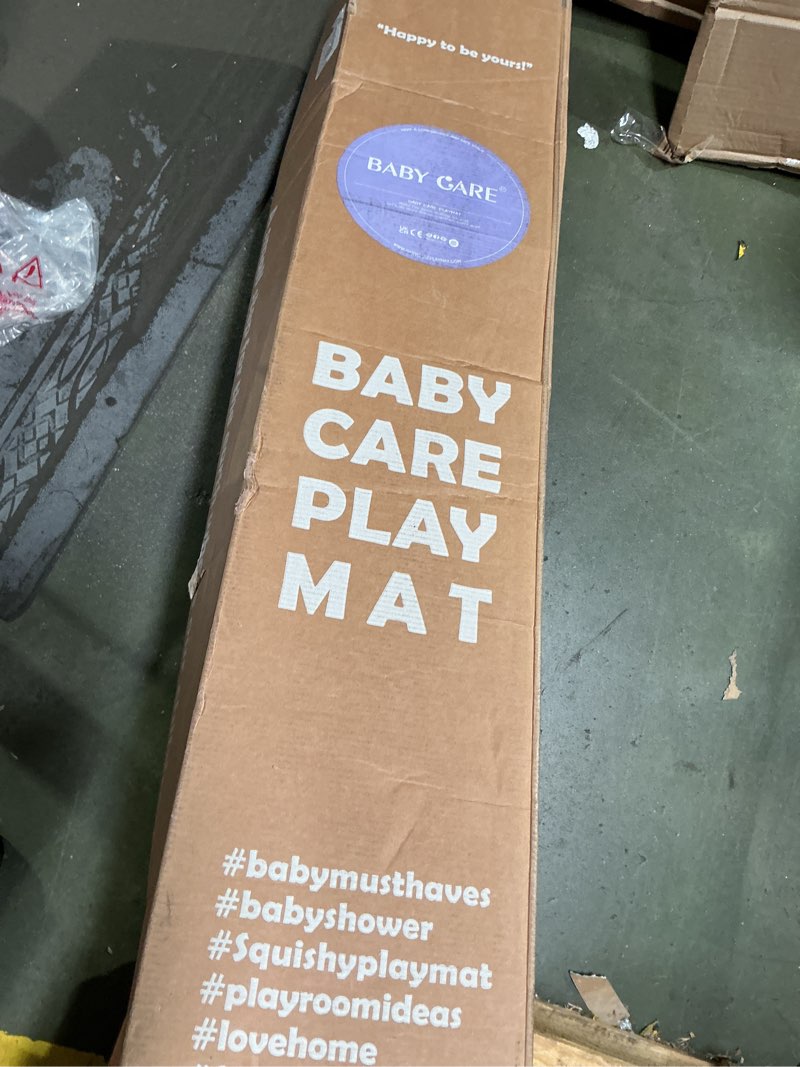 “Happy to be yours!”
BABY CARE
BABY
CARE
PLAY
MAT
#babymusthaves
#babyshower
#Squishyplaymat
#playroomideas
#lovehome